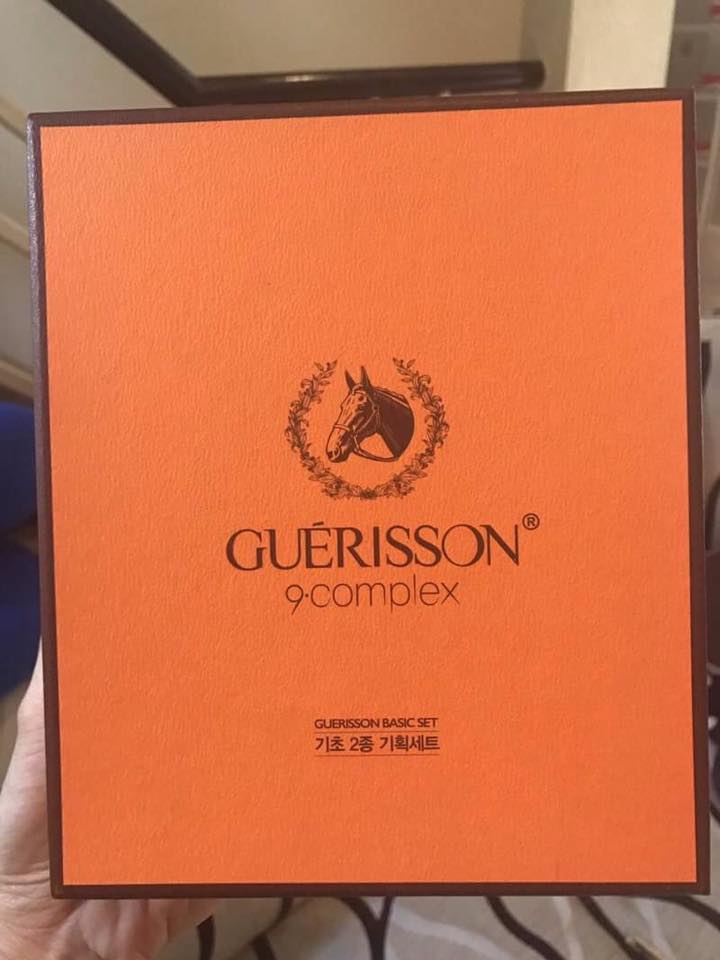 GUÉRISSON®
9·complex
GUERISSON BASIC SET
기초 2종 기획세트